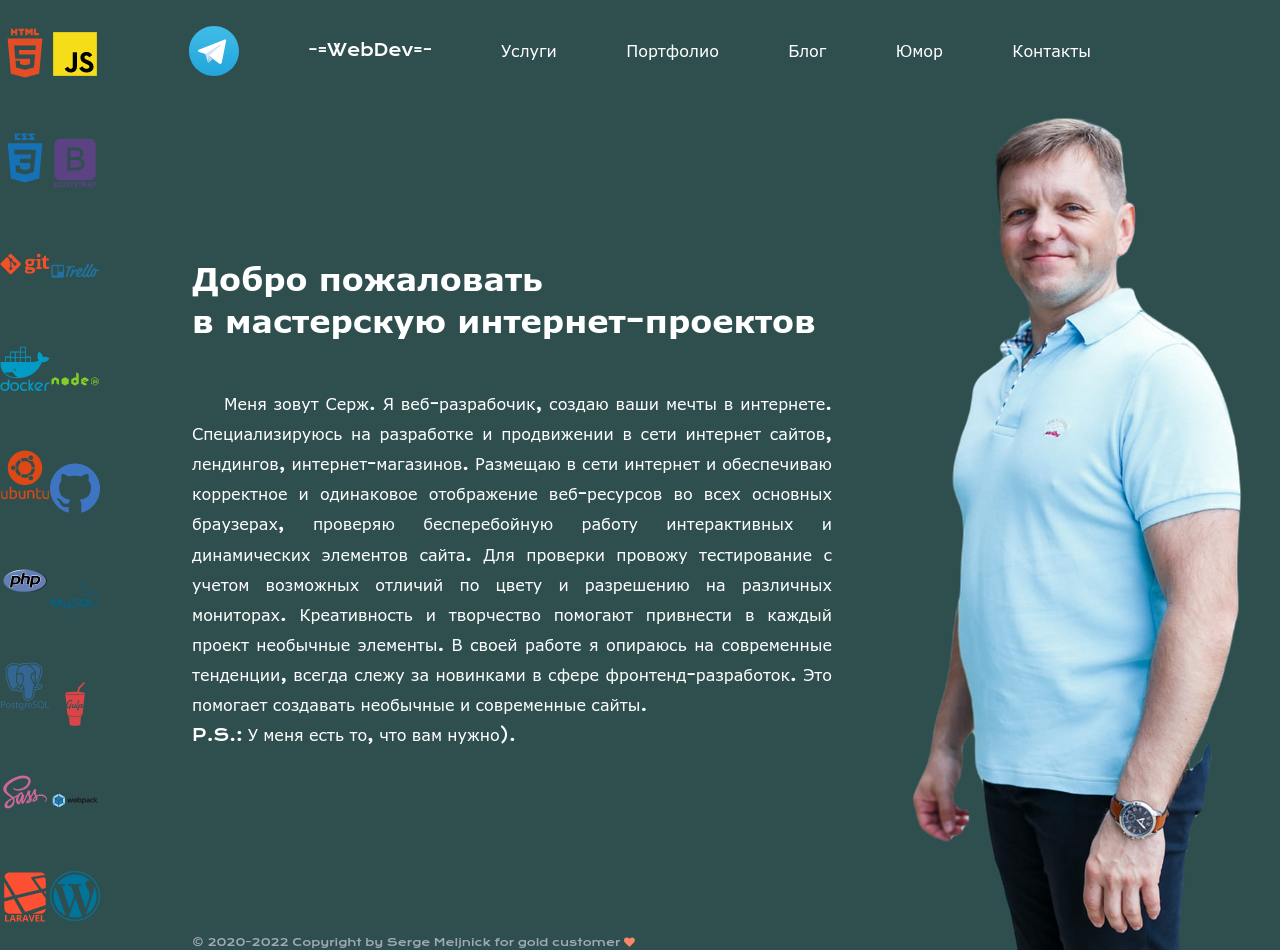 HTML
JS
-=WebDev=-
Услуги
Портфолио
Блог
Юмор
Контакты
CSS
B
BOOTSTRAP
git
Trello
docker
node
ubuntu
php
PostgreSQL
Gulp
Sass
webpack
LARAVEL
W
Добро пожаловать
в мастерскую интернет-проектов
Меня зовут Серж. Я веб-разрабочик, создаю ваши мечты в интернете.
Специализируюсь на разработке и продвижении в сети интернет сайтов,
лендингов, интернет-магазинов. Размещаю в сети интернет и обеспечиваю
корректное и одинаковое отображение веб-ресурсов во всех основных
браузерах, проверяю бесперебойную работу интерактивных и
динамических элементов сайта. Для проверки провожу тестирование с
учетом возможных отличий по цвету и разрешению на различных
мониторах. Креативность и творчество помогают привнести в каждый
проект необычные элементы. В своей работе я опираюсь на современные
тенденции, всегда слежу за новинками в сфере фронтенд-разработок. Это
помогает создавать необычные и современные сайты.
P.S.: У меня есть то, что вам нужно).
© 2020-2022 Copyright by Serge Meljnick for gold customer